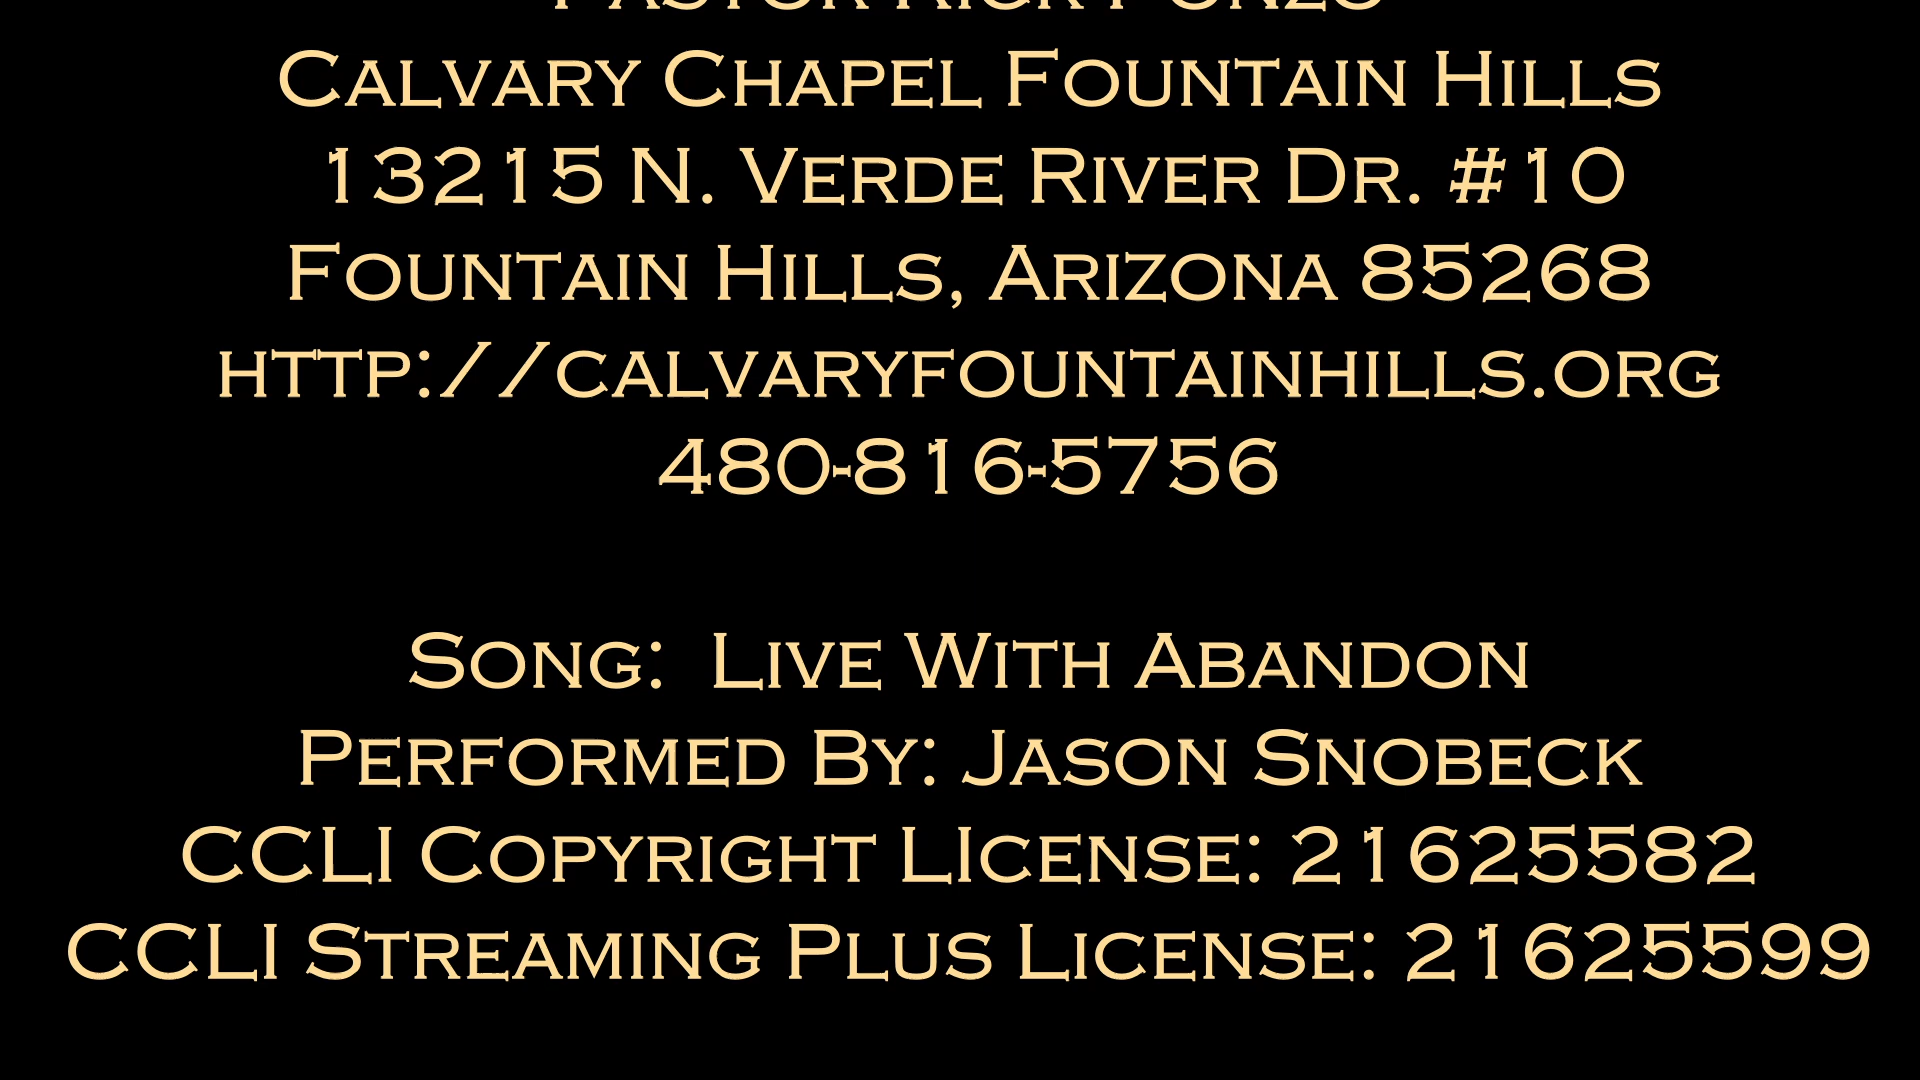 Calvary Chapel Fountain Hills
13215 N. Verde River Dr. #10
Fountain Hills, Arizona 85268
http://calvaryfountainhills.org
480-816-5756
Song:  Live With Abandon
Performed By: Jason Snobeck
CCLI Copyright LIcense: 21625582
CCLI Streaming Plus License: 21625599